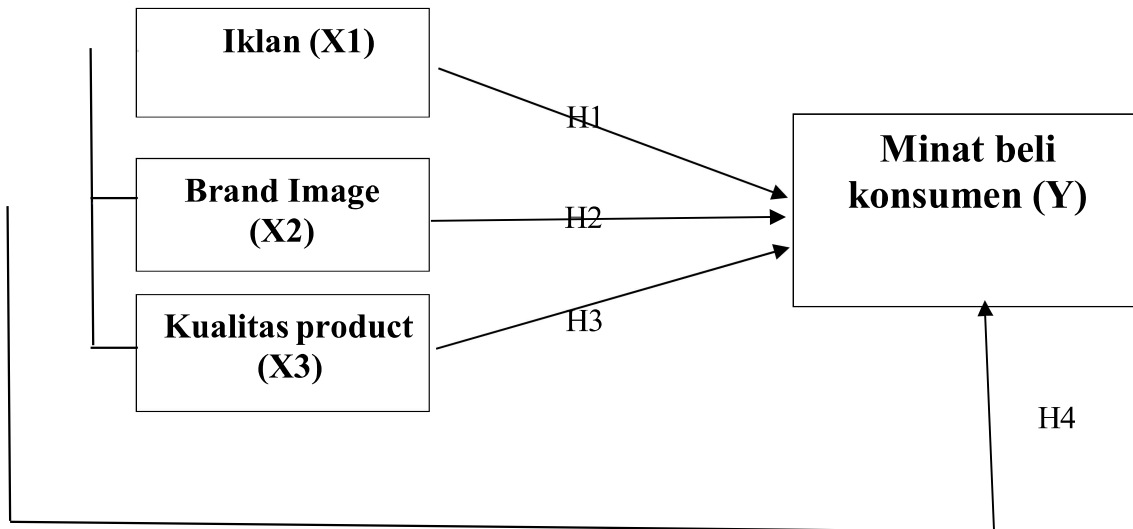 Iklan (X1)
H1
Minat beli
konsumen (Y)
Brand Image
(X2)
H2
Kualitas product
(X3)
H3
H4